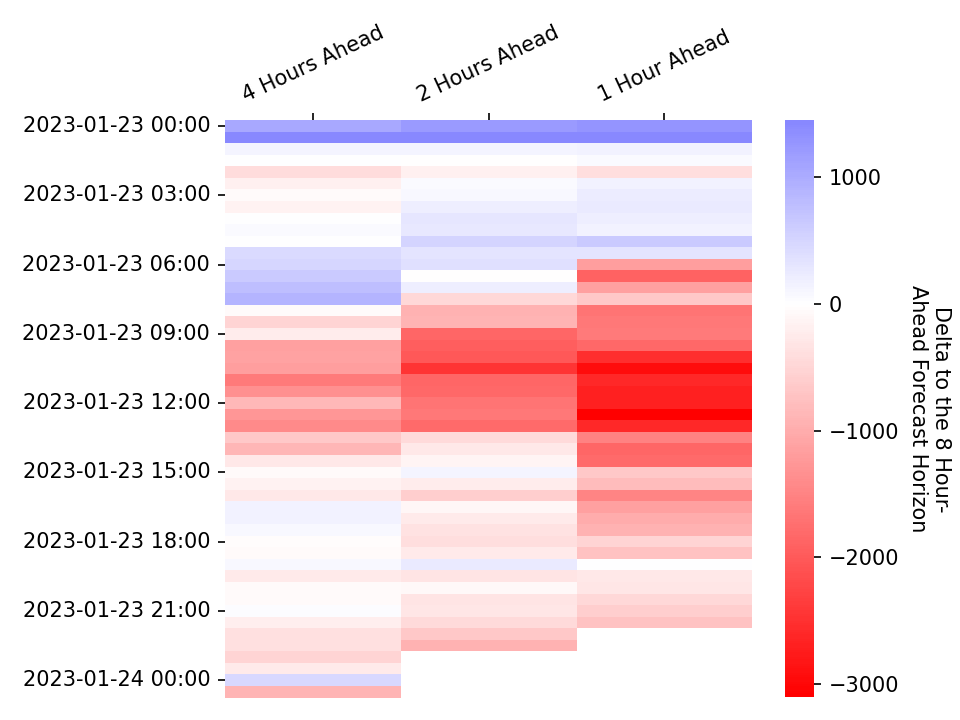 4 Hours Ahead
2 Hours Ahead
1 Hour Ahead
2023-01-23 00:00
2023-01-23 03:00
2023-01-23 06:00
2023-01-23 09:00
2023-01-23 12:00
2023-01-23 15:00
2023-01-23 18:00
2023-01-23 21:00
2023-01-24 00:00
1000
0
−1000
−2000
−3000
Delta to the 8 Hour-
Ahead Forecast Horizon